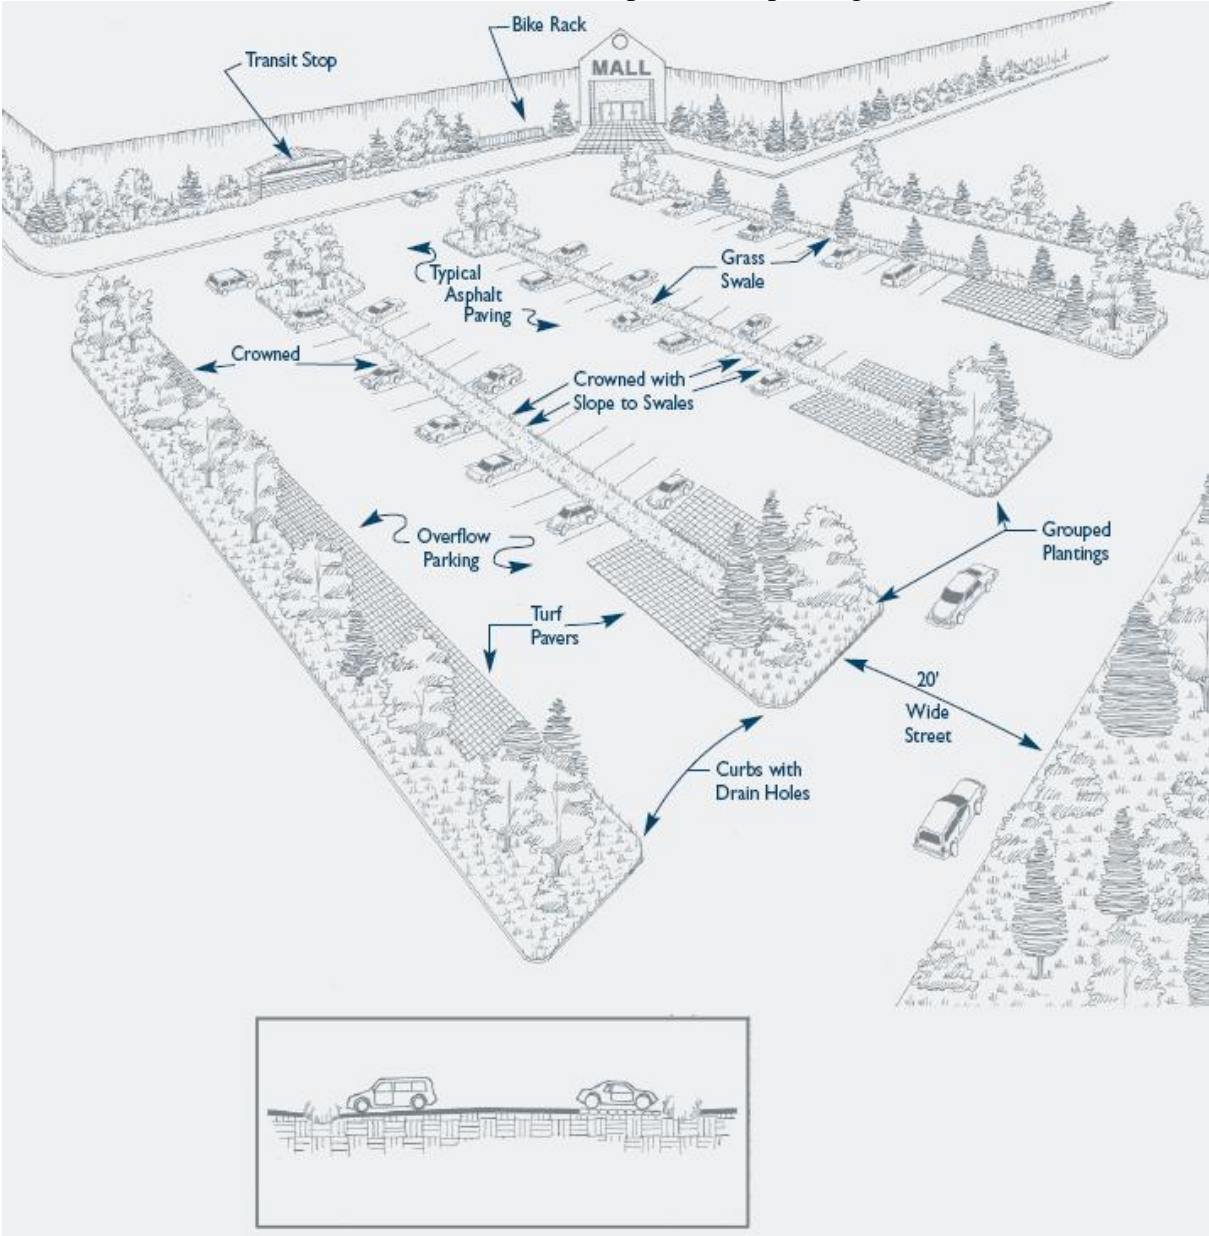 Bike Rack
Transit Stop
MALL
Grass
Swale
Typical
Asphalt
Paving
Crowned
Crowned with
Slope to Swales
Overflow
Parking
Grouped
Plantings
Turf
Pavers
20'
Wide
Street
Curbs with
Drain Holes